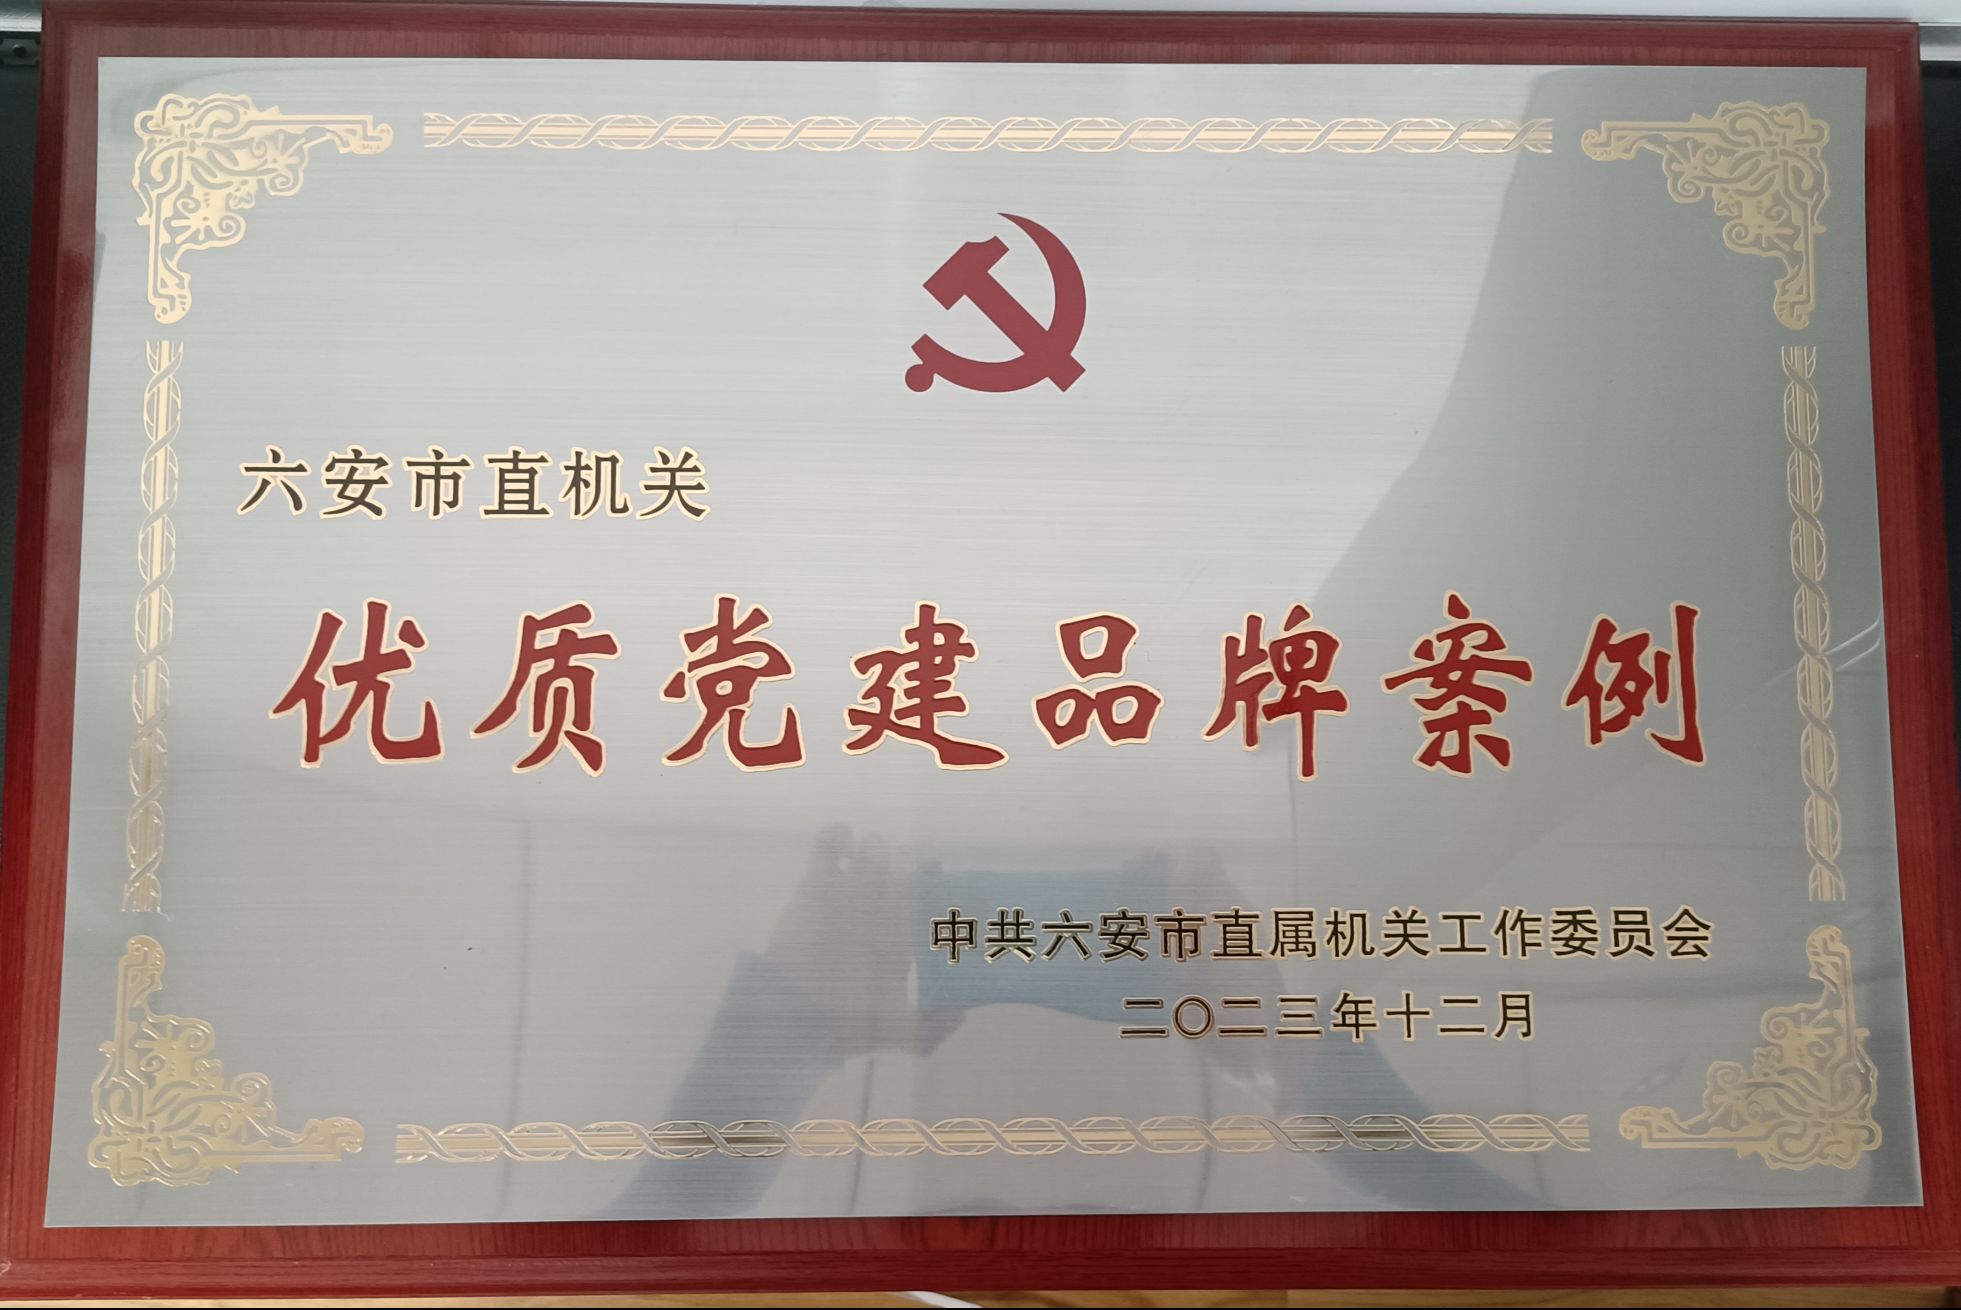 六安市直机关
优质党建品牌案例
中共六安市直属机关工作委员会
二〇二三年十二月